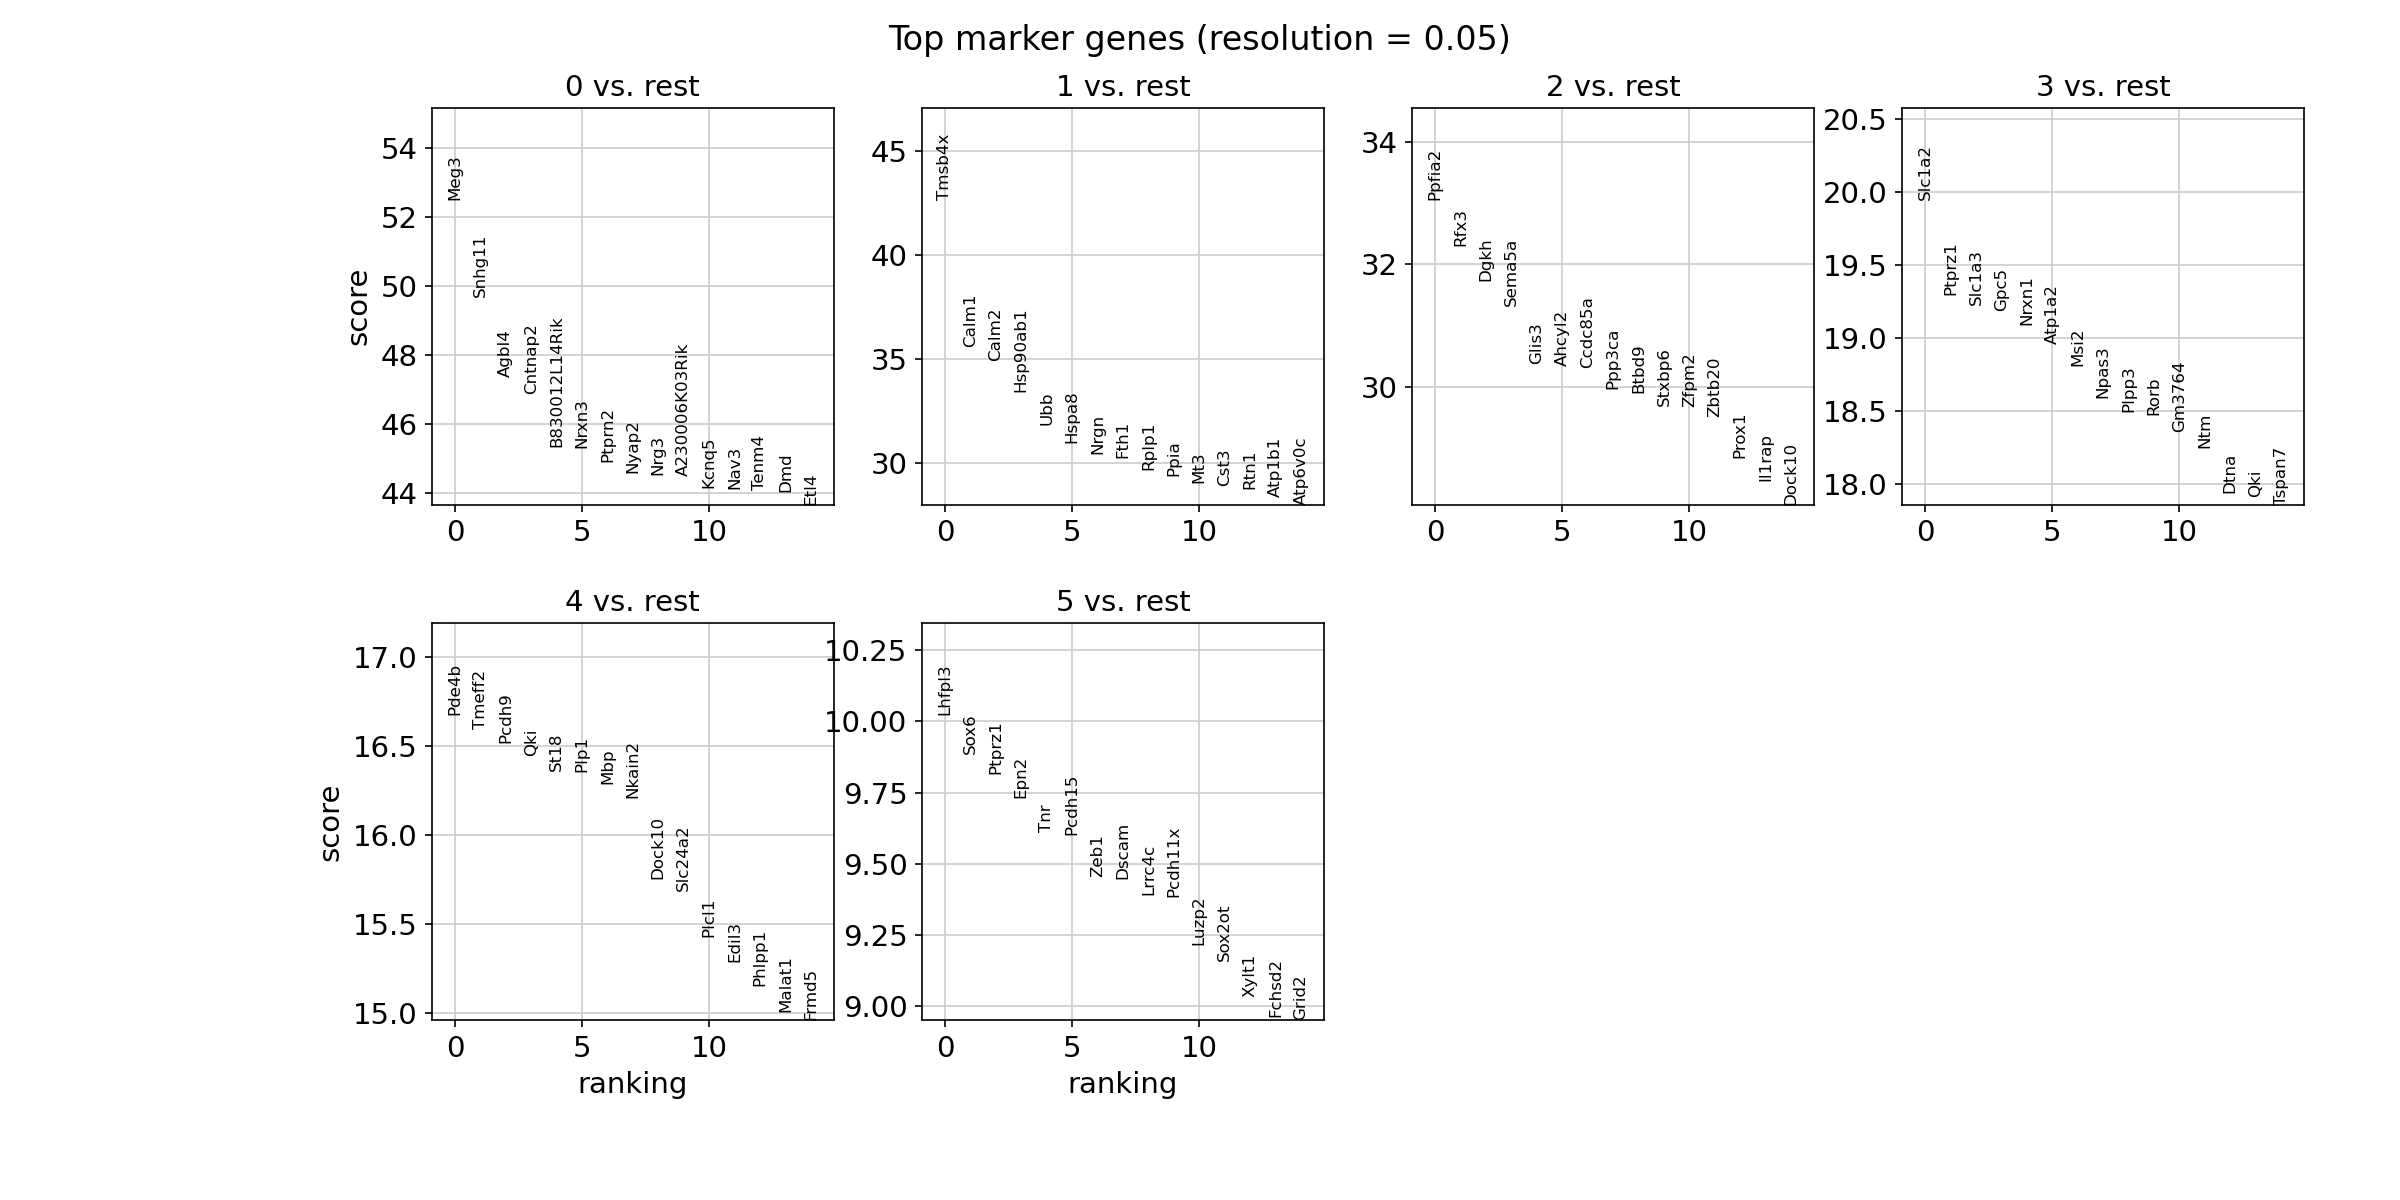 Top marker genes (resolution = 0.05)
0 vs. rest
score
54
52
50
48
46
44
Meg3
Snhg11
Agbl4
Cntnap2
B830012L14Rik
Nrxn3
Ptprn2
Nyap2
Nrg3
A230006K03Rik
Kcnq5
Nav3
Tenm4
Dmd
Etl4
0 5 10
1 vs. rest
45
40
35
30
Tmsb4x
Calm1
Calm2
Hsp90ab1
Ubb
Hspa8
Nrgn
Fth1
Rplp1
Ppia
Mt3
Cst3
Rtn1
Atp1b1
Atp6v0c
0 5 10
2 vs. rest
34
32
30
Ppfia2
Rfx3
Dgkh
Sema5a
Glis3
Ahcyl2
Ccdc85a
Ppp3ca
Btbd9
Stxbp6
Zfpm2
Zbtb20
Prox1
Il1rap
Dock10
0 5 10
3 vs. rest
20.5
20.0
19.5
19.0
18.5
18.0
Slc1a2
Ptprz1
Slc1a3
Gpc5
Nrxn1
Atp1a2
Msi2
Npas3
Plpp3
Rorb
Gm3764
Ntm
Dtna
Qki
Tspan7
0 5 10
4 vs. rest
score
17.0
16.5
16.0
15.5
15.0
Pde4b
Tmeff2
Pcdh9
Qki
St18
Plp1
Mbp
Nkain2
Dock10
Slc24a2
Plcl1
Edil3
Phlpp1
Malat1
Frmd5
0 5 10
ranking
5 vs. rest
10.25
10.00
9.75
9.50
9.25
9.00
Lhfpl3
Sox6
Ptprz1
Epn2
Tnr
Pcdh15
Zeb1
Dscam
Lrrc4c
Pcdh11x
Luzp2
Sox2ot
Xylt1
Fchsd2
Grid2
0 5 10
ranking